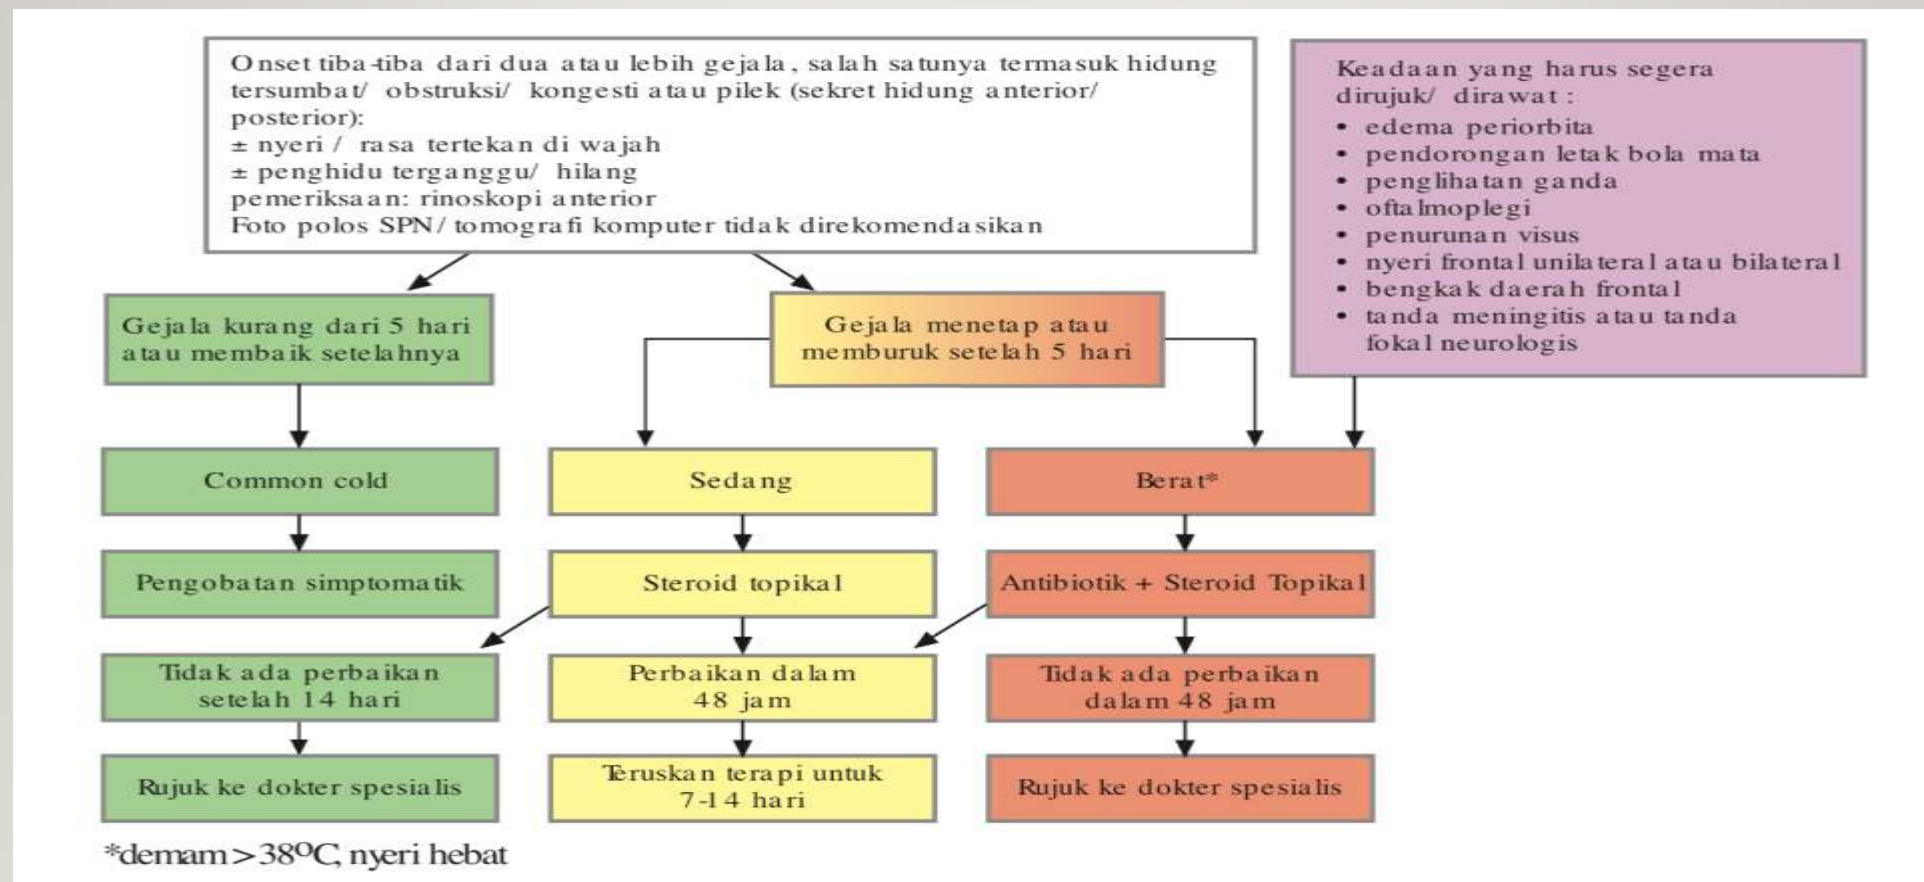 Onset tiba-tiba dari dua atau lebih gejala, salah satunya termasuk hidung
tersumbat/ obstruksi/ kongesti atau pilek (sekret hidung anterior/
posterior):
± nyeri / rasa tertekan di wajah
± penghidu terganggu/ hilang
pemeriksaan: rinoskopi anterior
Foto polos SPN/ tomografi komputer tidak direkomendasikan
Keadaan yang harus segera
dirujuk/ dirawat :
• edema periorbita
• pendorongan letak bola mata
• penglihatan ganda
• oftalmoplegi
• penurunan visus
• nyeri frontal unilateral atau bilateral
• bengkak daerah frontal
• tanda meningitis atau tanda
fokal neurologis
Gejala kurang dari 5 hari
atau membaik setelahnya
Gejala menetap atau
memburuk setelah 5 hari
Common cold
Sedang
Berat*
Pengobatan simptomatik
Steroid topikal
Antibiotik + Steroid Topikal
Tidak ada perbaikan
setelah 14 hari
Perbaikan dalam
48 jam
Tidak ada perbaikan
dalam 48 jam
Rujuk ke dokter spesialis
Teruskan terapi untuk
7-14 hari
Rujuk ke dokter spesialis
*demam >38°C, nyeri hebat